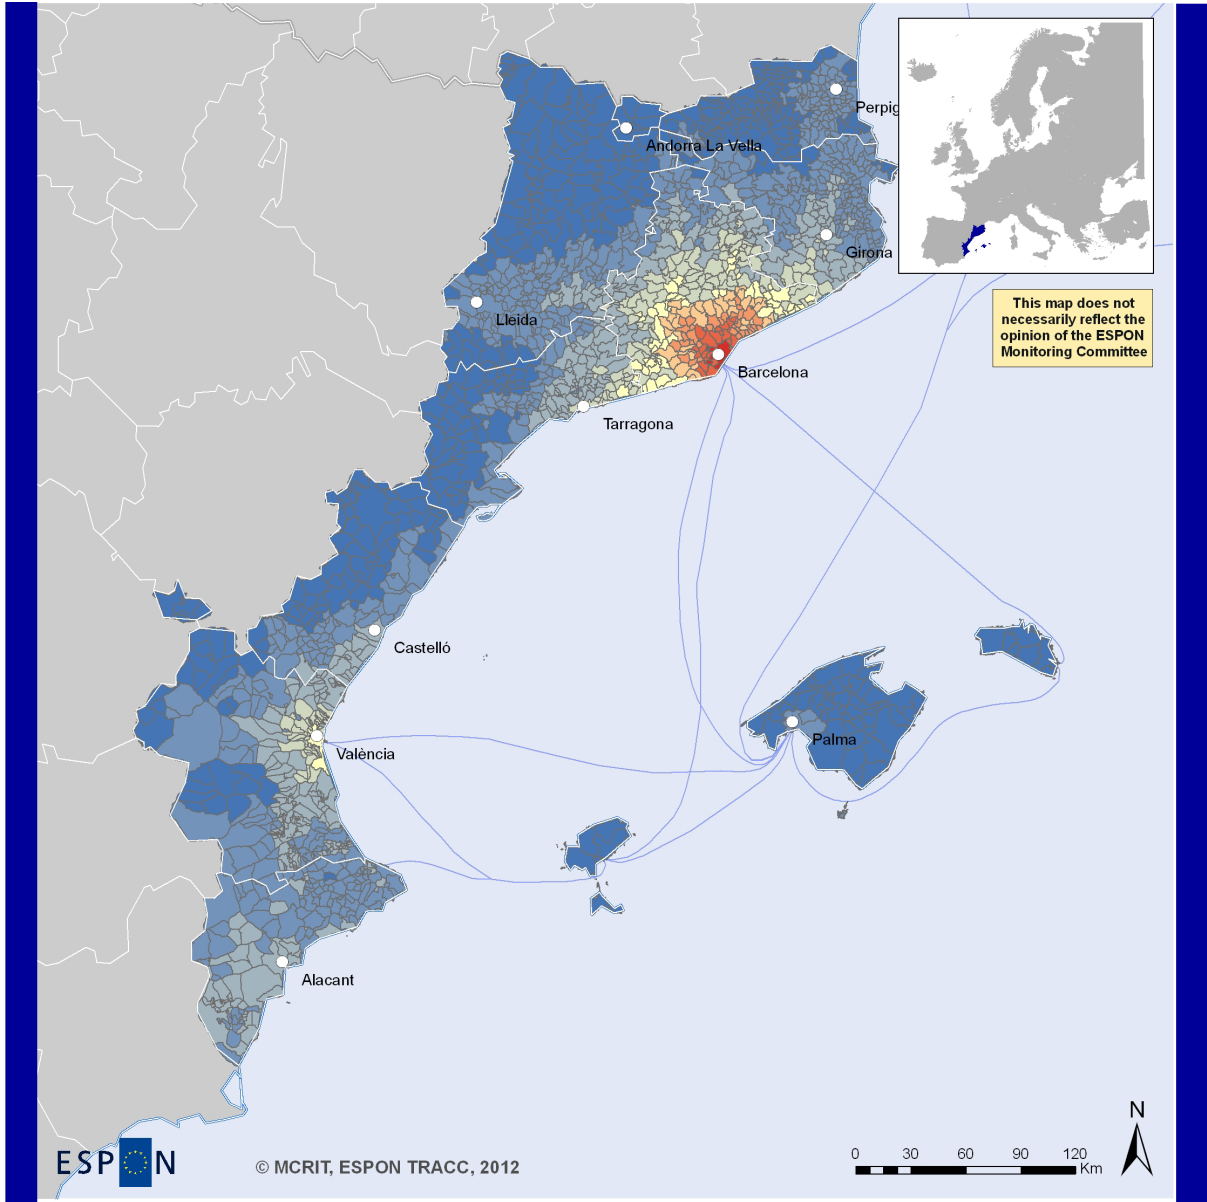 Perpig
Andorra La Vella
Girona
This map does not
necessarily reflect the
opinion of the ESPON
Monitoring Committee
Lleida
Barcelona
Tarragona
Castelló
València
Palma
Alacant
ESPON
© MCRIT, ESPON TRACC, 2012
0 30 60 90 120
Km
N